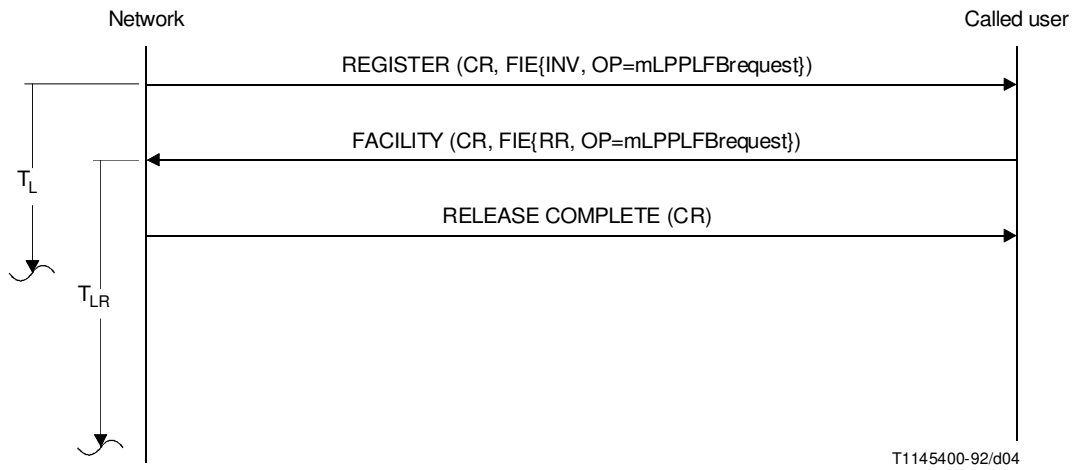 Network
Called user
REGISTER (CR, FIE{INV, OP=mLPPLFBrequest})
FACILITY (CR, FIE{RR, OP=mLPPLFBrequest})
TL
RELEASE COMPLETE (CR)
TLR
T1145400-92/d04